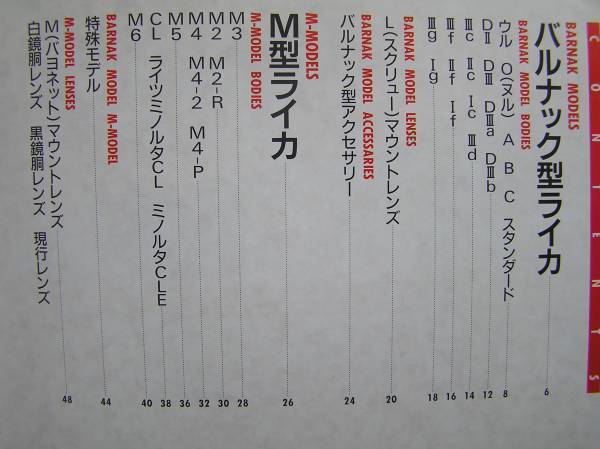 CONTENTS
BARNAK MODELS
バルナック型ライカ 6
BARNAK MODEL BODIES
ウル O(ヌル) A B C スタンダード 8
DⅡ DⅢ DⅢa DⅢb 12
Ⅲc Ⅱc Ⅰc Ⅲd 14
Ⅲf Ⅱf Ⅰf 16
Ⅲg Ⅰg 18
BARNAK MODEL LENSES
L(スクリュー)マウントレンズ 20
BARNAK MODEL ACCESSARIES
バルナック型アクセサリー 24
M-MODELS
M型ライカ 26
M-MODEL BODIES
M3 28
M2 M2-R 30
M4 M4-2 M4-P 32
M5 36
CL ライツミノルタCL ミノルタCLE 38
M6 40
BARNAK MODEL M-MODEL
特殊モデル 44
M-MODEL LENSES
M(バヨネット)マウントレンズ 48
白鏡胴レンズ 黒鏡胴レンズ 現行レンズ